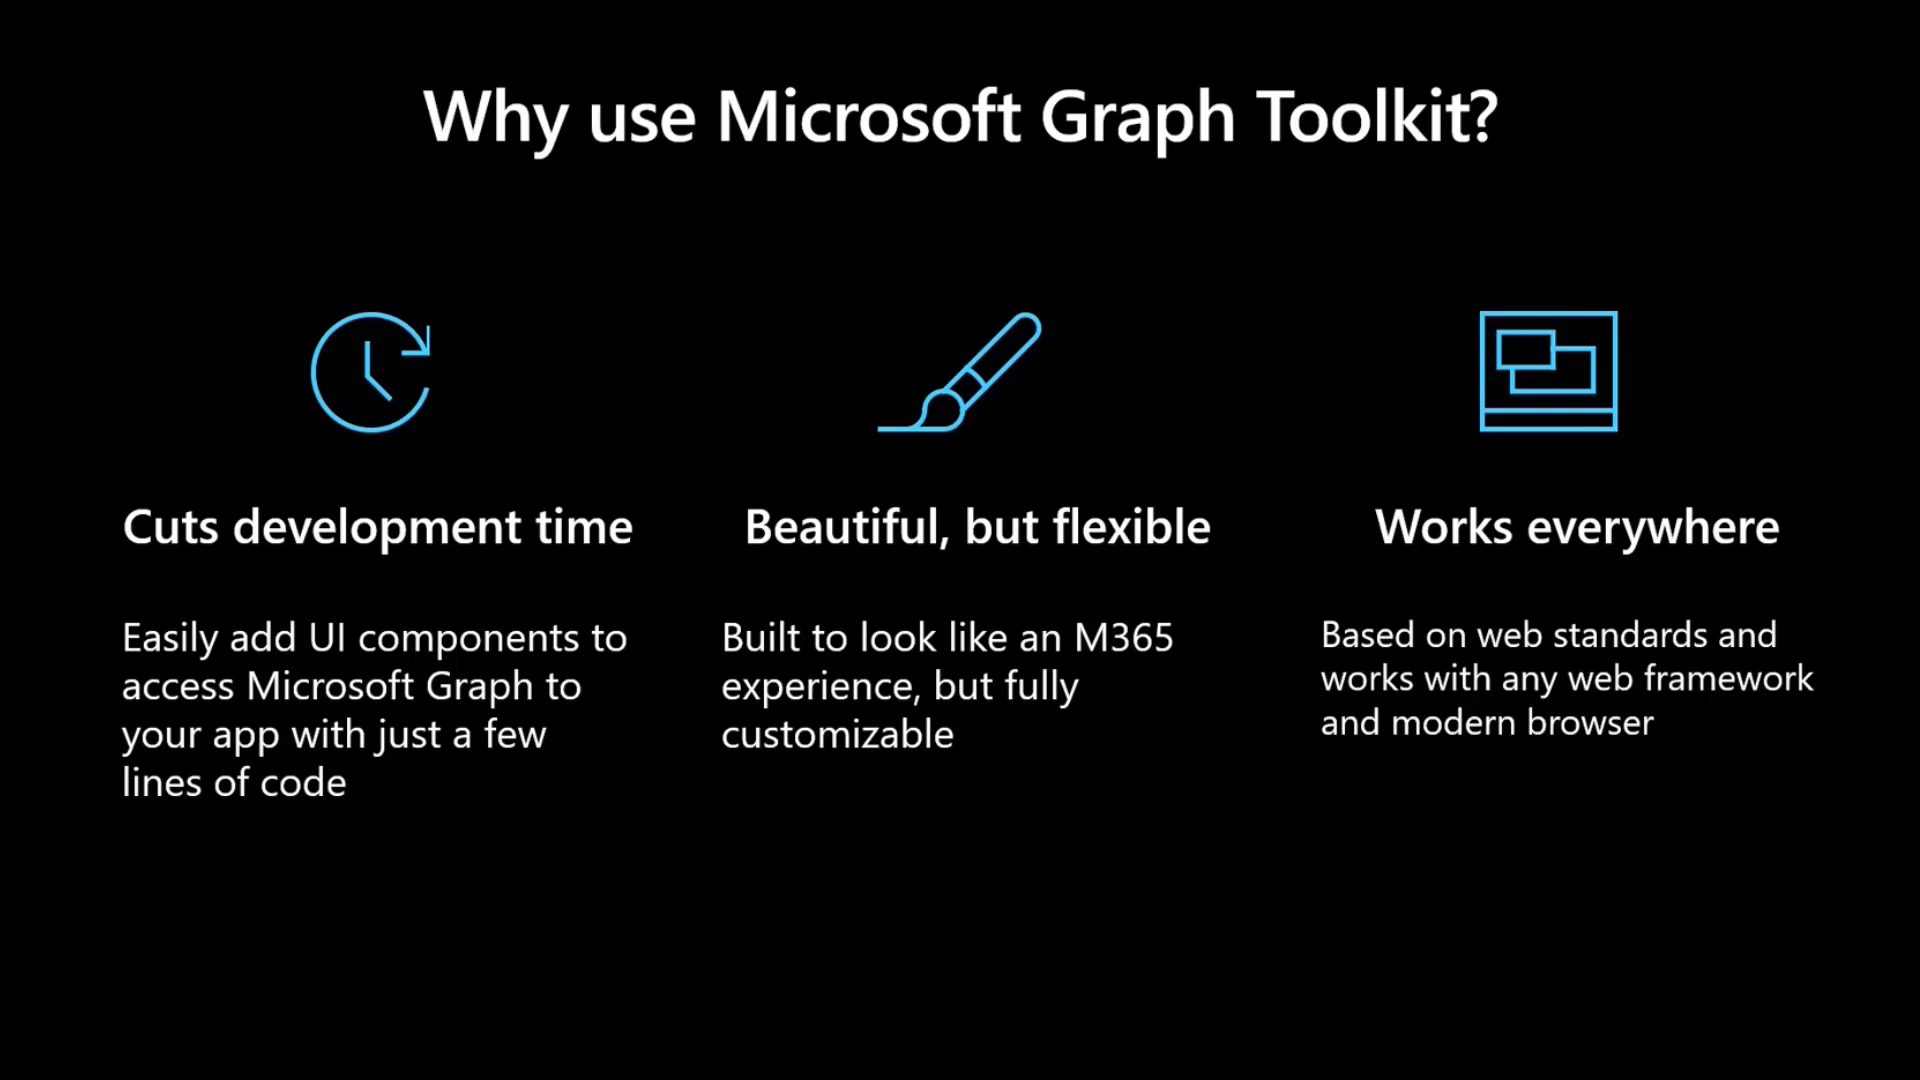 Why use Microsoft Graph Toolkit?
Cuts development time
Easily add UI components to
access Microsoft Graph to
your app with just a few
lines of code
Beautiful, but flexible
Built to look like an M365
experience, but fully
customizable
Works everywhere
Based on web standards and
works with any web framework
and modern browser